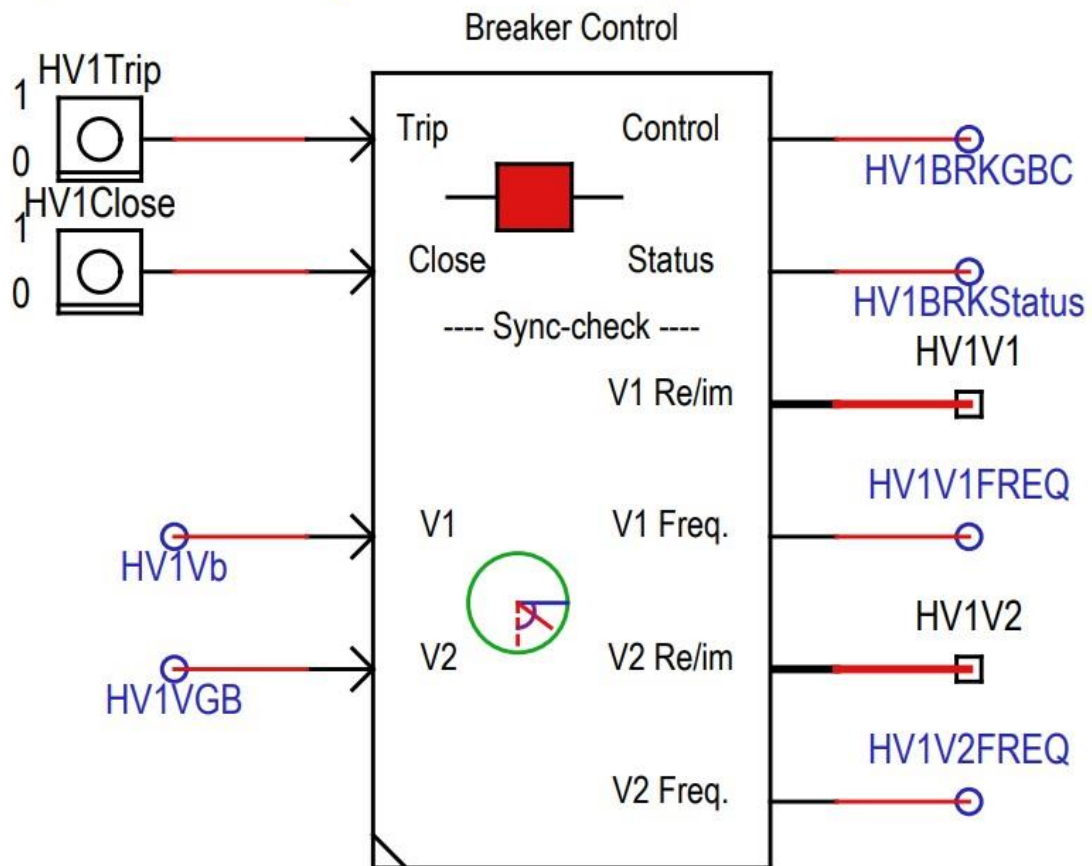 Breaker Control
HV1Trip
1
0
HV1Close
1
0
Trip
Control
HV1BRKGBC
Close
Status
HV1BRKStatus
---- Sync-check ----
HV1V1
V1 Re/im
HV1V1FREQ
HV1Vb
V1
V1 Freq.
HV1V2
HV1VGB
V2
V2 Re/im
HV1V2FREQ
V2 Freq.